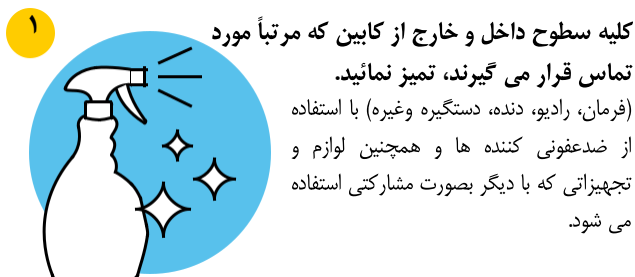 ۱
کلیه سطوح داخل و خارج از کابین که مرتباً مورد
تماس قرار می گیرند، تمیز نمائید.
(فرمان، رادیو، دنده، دستگیره وغیره) با استفاده
از ضدعفونی کننده ها و همچنین لوازم و
تجهیزاتی که با دیگر بصورت مشارکتی استفاده
می شود.